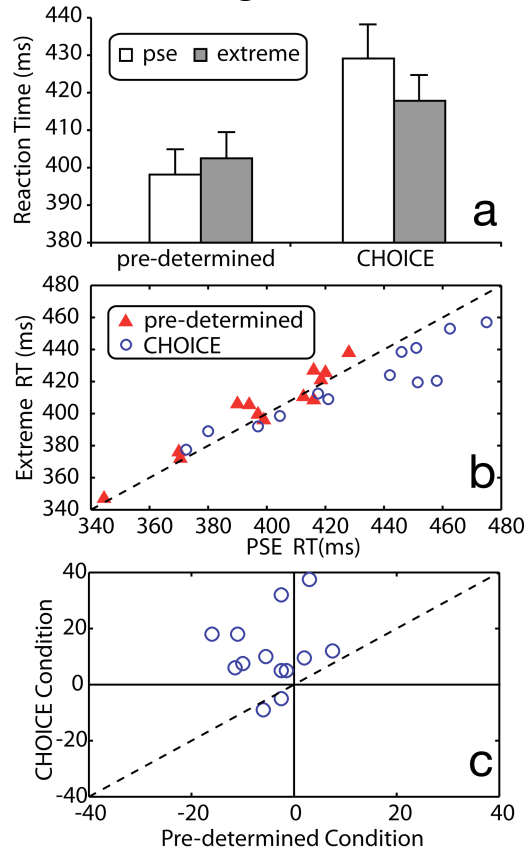 440
430
420
410
400
390
380
Reaction Time (ms)
pse extreme
a
pre-determined CHOICE
480
460
440
420
400
380
360
340
Extreme RT (ms)
pre-determined
CHOICE
b
340 360 380 400 420 440 460 480
PSE RT(ms)
40
20
0
-20
-40
CHOICE Condition
c
-40 -20 0 20 40
Pre-determined Condition